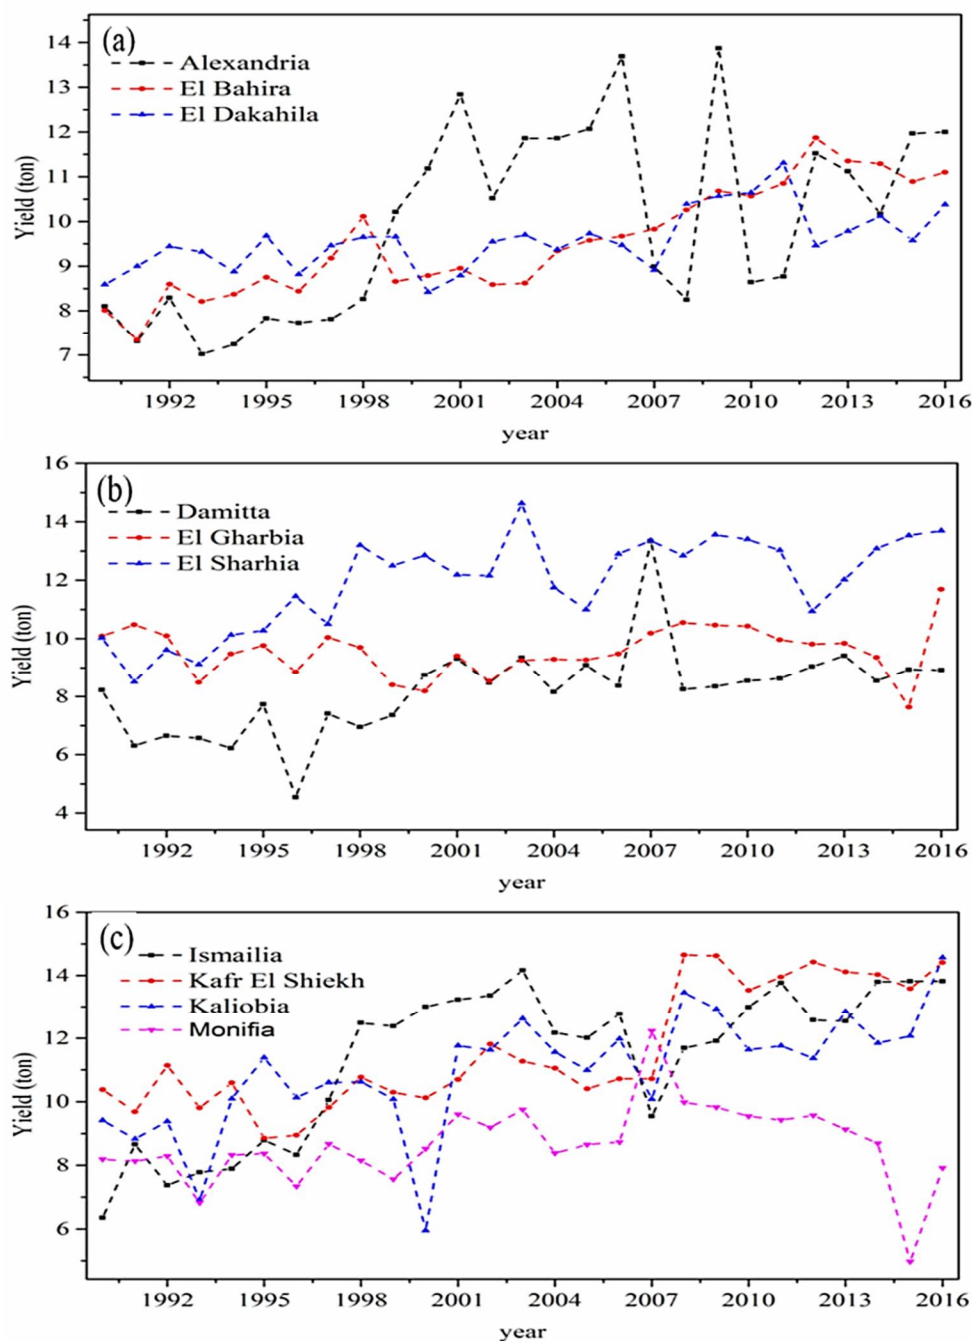 (a)
Alexandria
El Bahira
El Dakahila
14
13
12
11
10
9
8
7
Yield (ton)
1992 1995 1998 2001 2004 2007 2010 2013 2016
year
(b)
Damitta
El Gharbia
El Sharhia
16
14
12
10
8
6
4
Yield (ton)
1992 1995 1998 2001 2004 2007 2010 2013 2016
year
(c)
Ismailia
Kafr El Shiekh
Kaliobia
Monifia
16
14
12
10
8
6
Yield (ton)
1992 1995 1998 2001 2004 2007 2010 2013 2016
year